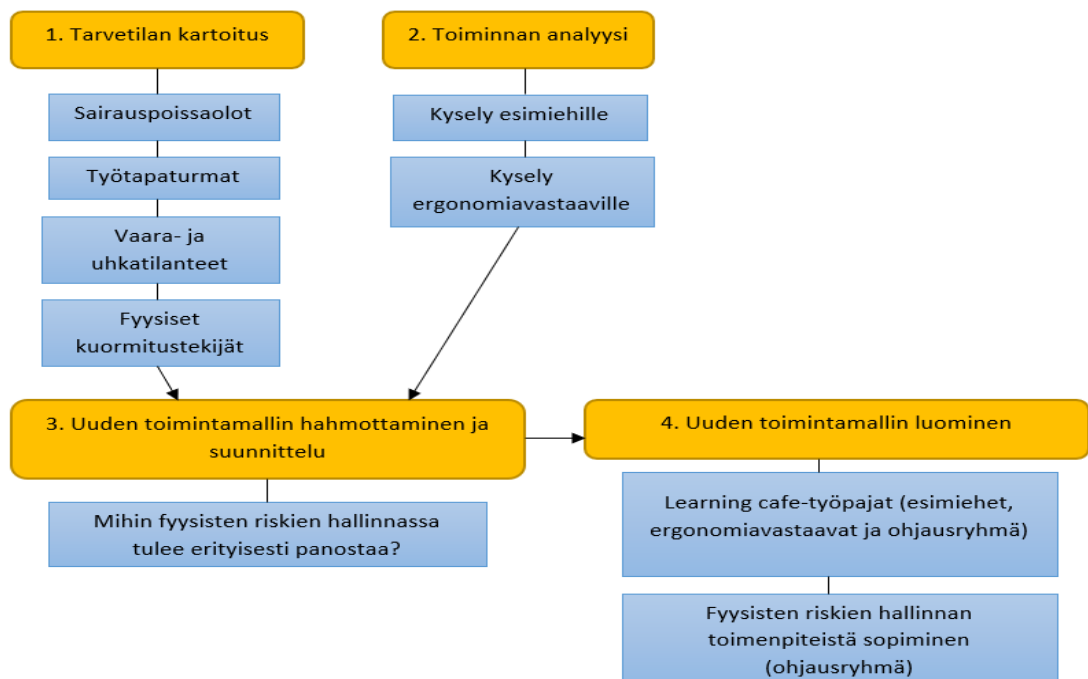 1. Tarvetilan kartoitus
Sairauspoissaolot
Työtapaturmat
Vaara- ja
uhkatilanteet
Fyysiset
kuormitustekijät
2. Toiminnan analyysi
Kysely esimiehille
Kysely
ergonomiavastaaville
3. Uuden toimintamallin hahmottaminen ja
suunnittelu
Mihin fyysisten riskien hallinnassa
tulee erityisesti panostaa?
4. Uuden toimintamallin luominen
Learning cafe-työpajat (esimiehet,
ergonomiavastaavat ja ohjausryhmä)
Fyysisten riskien hallinnan
toimenpiteistä sopiminen
(ohjausryhmä)